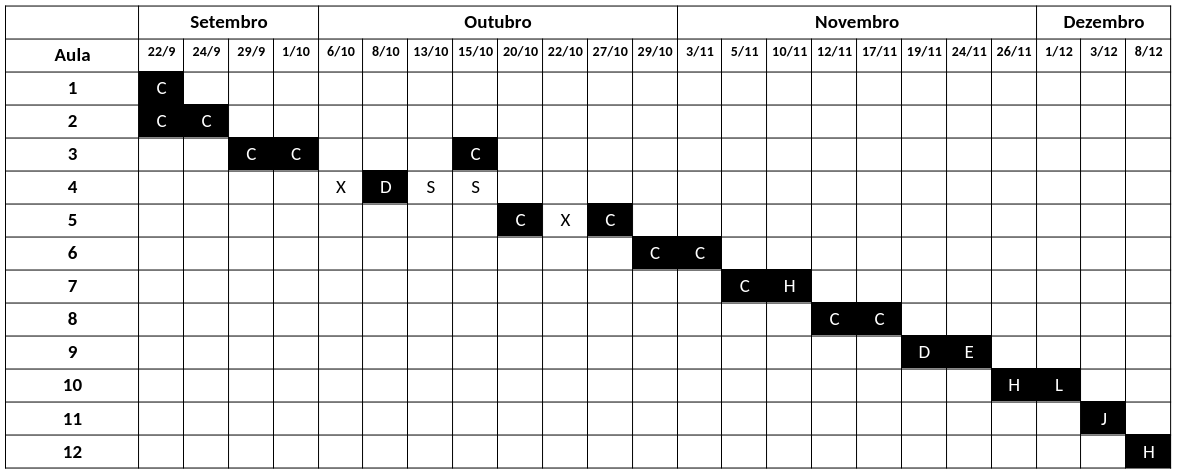 Setembro Outubro Novembro Dezembro
Aula 22/9 24/9 29/9 1/10 6/10 8/10 13/10 15/10 20/10 22/10 27/10 29/10 3/11 5/11 10/11 12/11 17/11 19/11 24/11 26/11 1/12 3/12 8/12
1 C
2 C C
3 C C C
4 X D S S
5 C X C
6 C C
7 C H
8 C C
9 D E
10 H L
11 J
12 H